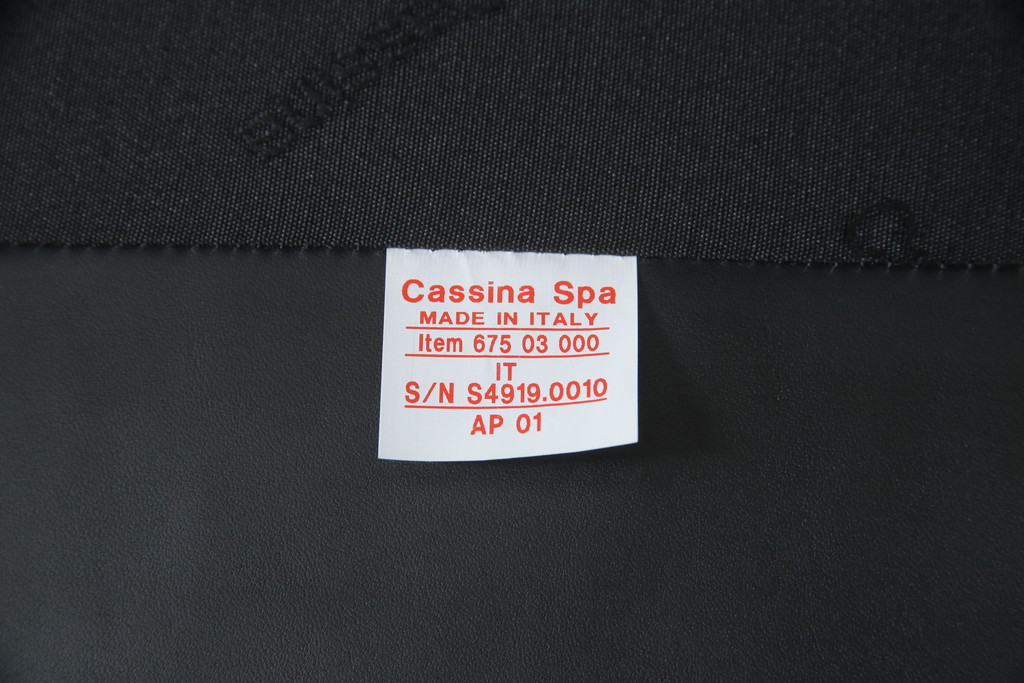 Cassina Spa
MADE IN ITALY
Item 675 03 000
IT
S/N S4919.0010
AP 01